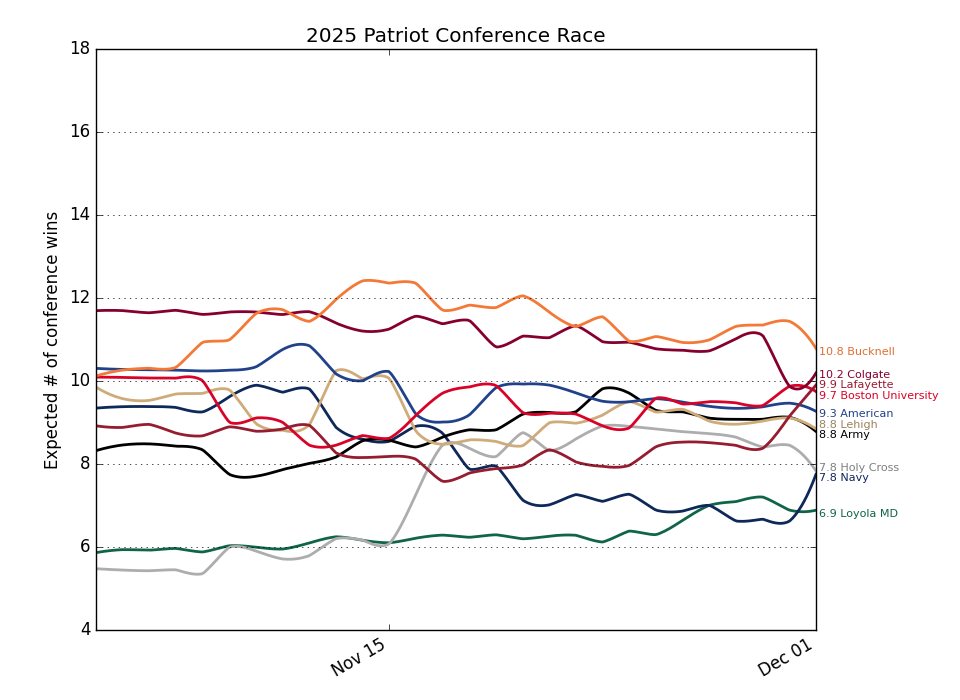 2025 Patriot Conference Race
Expected # of conference wins
18
16
14
12
10
8
6
4
Nov 15
Dec 01
10.8 Bucknell
10.2 Colgate
9.9 Lafayette
9.7 Boston University
9.3 American
8.8 Lehigh
8.8 Army
7.8 Holy Cross
7.8 Navy
6.9 Loyola MD